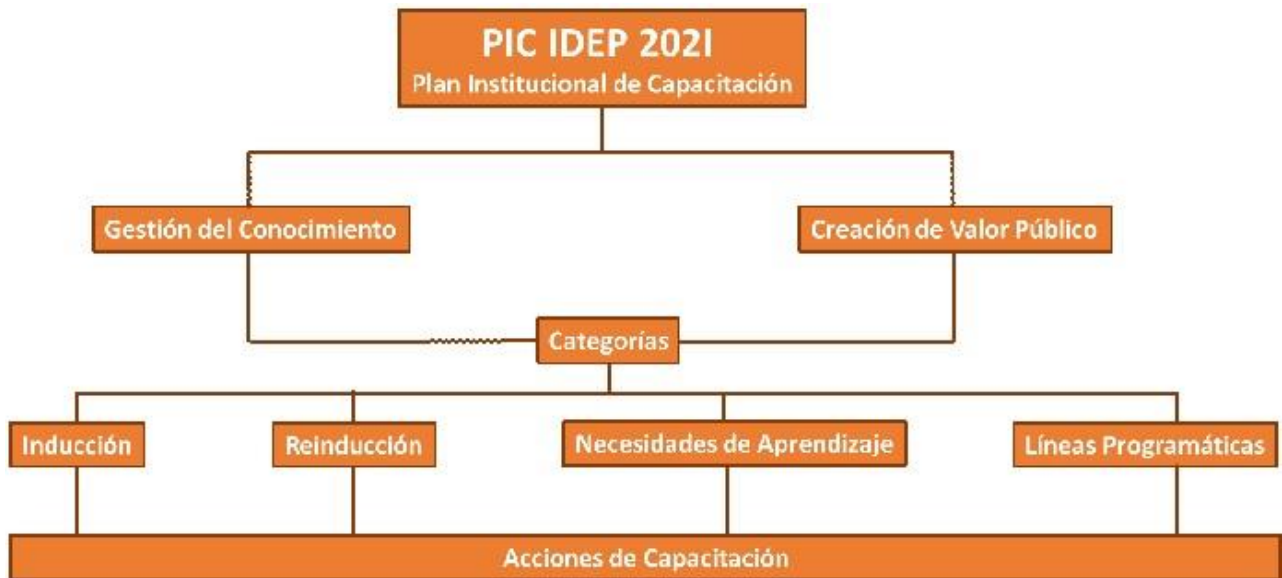 PIC IDEP 2021
Plan Institucional de Capacitación
Gestión del Conocimiento
Creación de Valor Público
Categorías
Inducción
Reinducción
Necesidades de Aprendizaje
Líneas Programáticas
Acciones de Capacitación